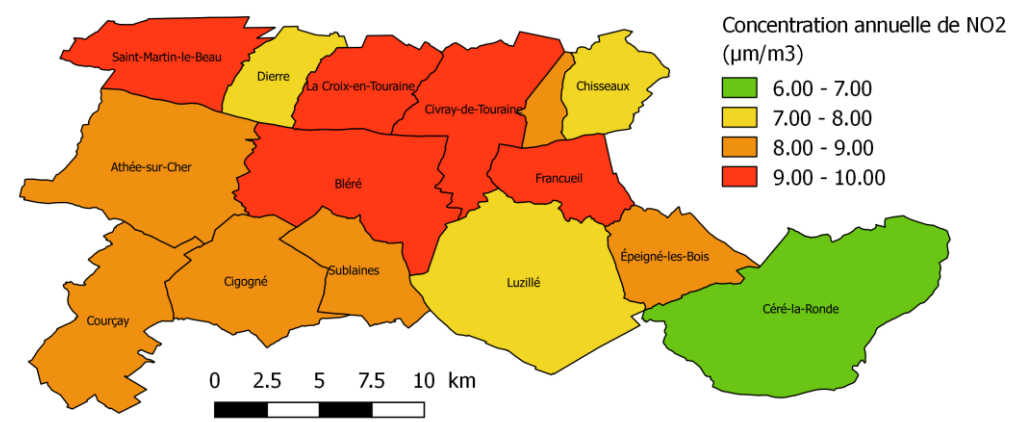 Concentration annuelle de NO2
(µm/m3)
6.00 - 7.00
7.00 - 8.00
8.00 - 9.00
9.00 - 10.00
Saint-Martin-le-Beau
Dierre
La Croix-en-Touraine
Civray-de-Touraine
Chisseaux
Athée-sur-Cher
Bléré
Francueil
Épeigné-les-Bois
Sublaines
Cigogné
Luzillé
Céré-la-Ronde
Courçay
0 2.5 5 7.5 10 km